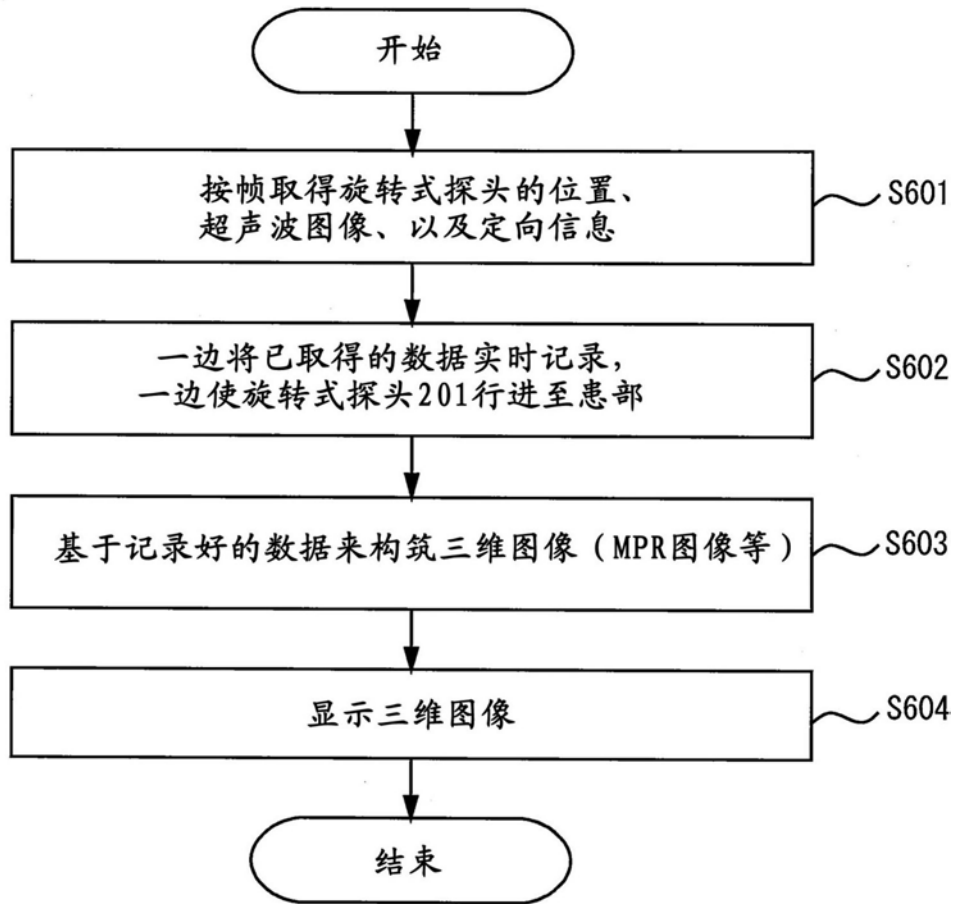 开始
按帧取得旋转式探头的位置、
超声波图像、以及定向信息
S601
一边将已取得的数据实时记录,
一边使旋转式探头201行进至患部
S602
基于记录好的数据来构筑三维图像(MPR图像等)
S603
显示三维图像
S604
结束